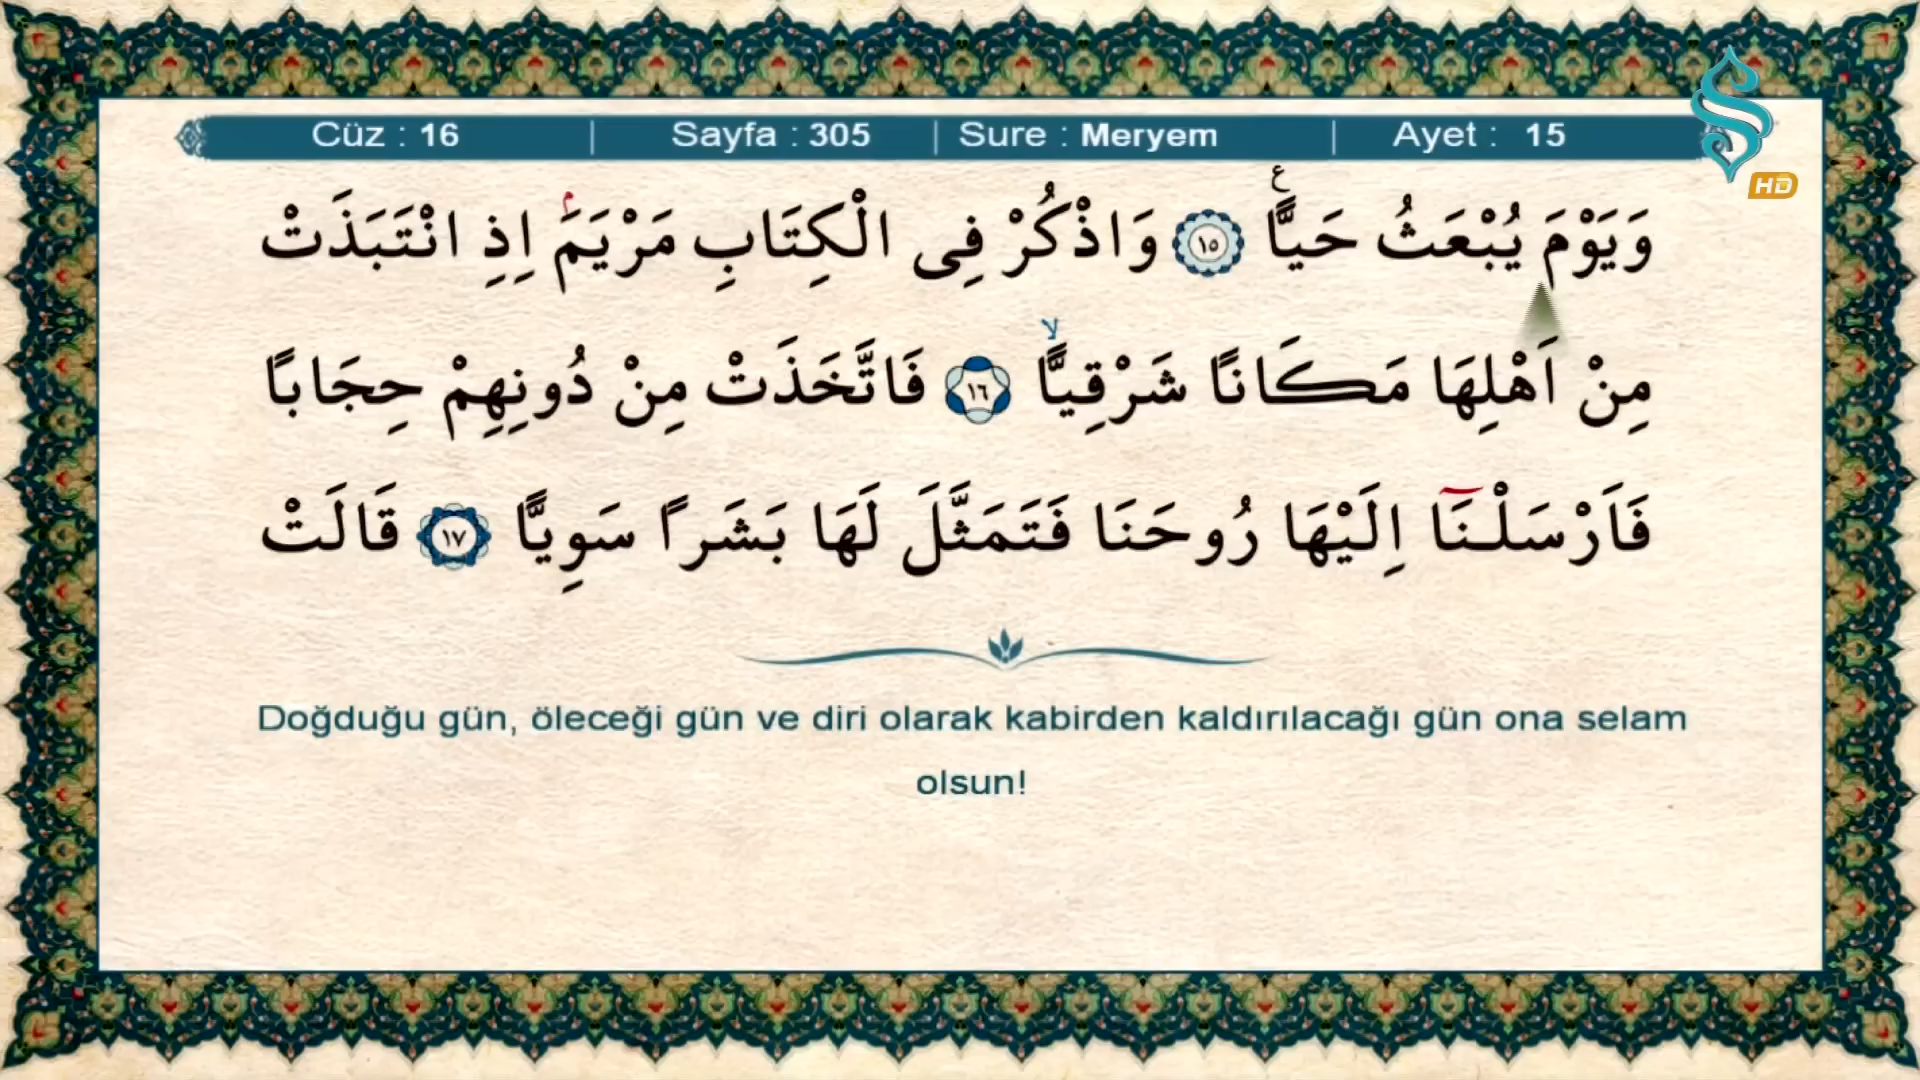 Cüz : 16 | Sayfa : 305 | Sure : Meryem | Ayet : 15
HD
وَيَوْمَ يُبْعَثُ حَيًّاۚ ع ﴿١٥﴾ وَاذْكُرْ فِى الْكِتَابِ مَرْيَمَۢ اِذِ انْتَبَذَتْ
مِنْ اَهْلِهَا مَكَانًا شَرْقِيًّاۙ ﴿١٦﴾ فَاتَّخَذَتْ مِنْ دُونِهِمْ حِجَابًا
فَاَرْسَلْنَٓا اِلَيْهَا رُوحَنَا فَتَمَثَّلَ لَهَا بَشَرًا سَوِيًّا ﴿١٧﴾ قَالَتْ
Doğduğu gün, öleceği gün ve diri olarak kabirden kaldırılacağı gün ona selam
olsun!